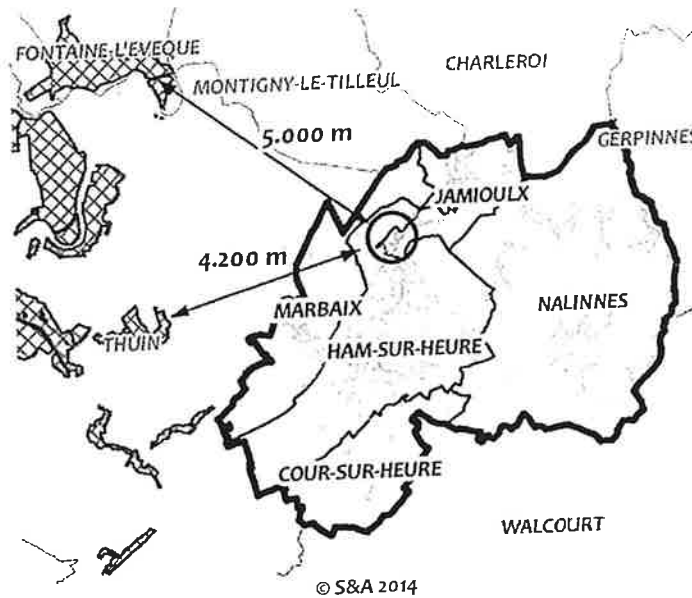 FONTAINE-L'EVEQUE
CHARLEROI
MONTIGNY-LE-TILLEUL
5.000 m
GERPINNES
JAMIOULX
4.200 m
NALINNES
MARBAIX
THUIN
HAM-SUR-HEURE
COUR-SUR-HEURE
WALCOURT
© S&A 2014